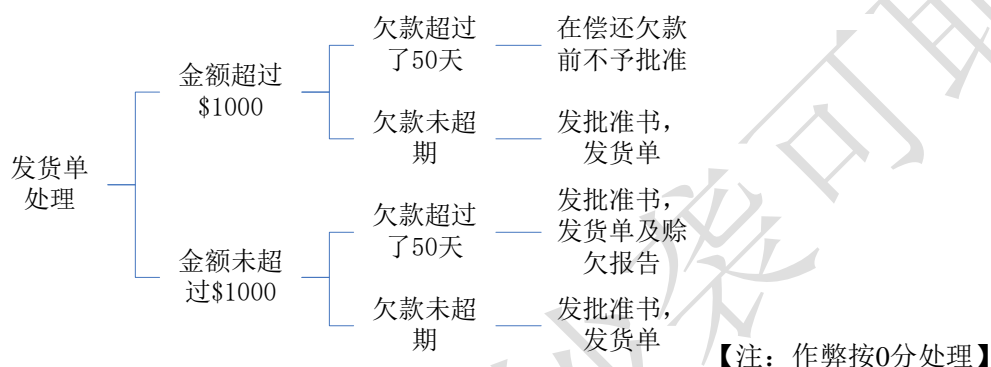 欠款超过
了50天
在偿还欠款
前不予批准
金额超过
$1000
欠款未超
期
发批准书,
发货单
发货单
处理
欠款超过
了50天
发批准书,
发货单及赊
欠报告
金额未超
过$1000
欠款未超
期
发批准书,
发货单
【注：作弊按0分处理】